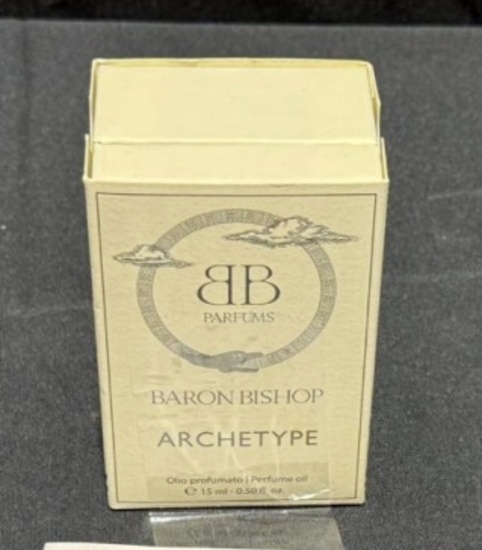 BB
PARFUMS
BARON BISHOP
ARCHETYPE
Olio profumato | Perfume oil
℮ 15 ml - 0.50 fl. oz.